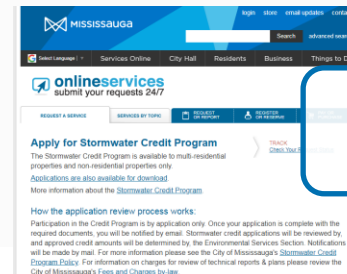 login store email updates conta
MISSISSAUGA
Search advanced sear
Select Language Services Online City Hall Residents Business Things to D
onlineservices
submit your requests 24/7
REQUEST A SERVICE SERVICES BY TOPIC REQUEST OR REPORT REGISTER OR RESERVE
Apply for Stormwater Credit Program
The Stormwater Credit Program is available to multi-residential
properties and non-residential properties only.
Applications are also available for download.
More information about the Stormwater Credit Program.
TRACK
Check Your R
How the application review process works:
Participation in the Credit Program is by application only. Once your application is complete with the
required documents, you will be notified by email. Stormwater credit applications will be reviewed by,
and approved credit amounts will be determined by, the Environmental Services Section. Notifications
will be made by mail. For more information please see the City of Mississauga's Stormwater Credit
Program Policy. For information on charges for review of technical reports & plans please review the
City of Mississauga's Fees and Charges by-law.